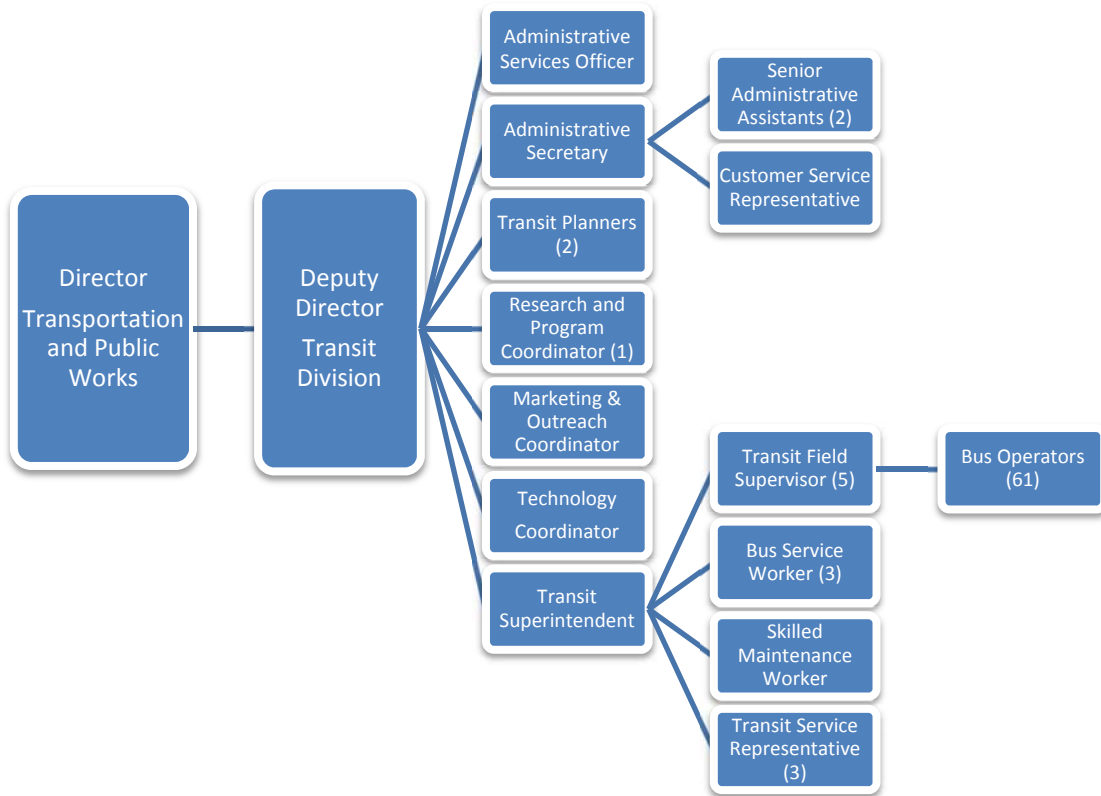 Director
Transportation
and Public
Works
Deputy
Director
Transit
Division
Administrative
Services Officer
Administrative
Secretary
Senior
Administrative
Assistants (2)
Customer Service
Representative
Transit Planners
(2)
Research and
Program
Coordinator (1)
Marketing &
Outreach
Coordinator
Technology
Coordinator
Transit
Superintendent
Transit Field
Supervisor (5)
Bus Operators
(61)
Bus Service
Worker (3)
Skilled
Maintenance
Worker
Transit Service
Representative
(3)